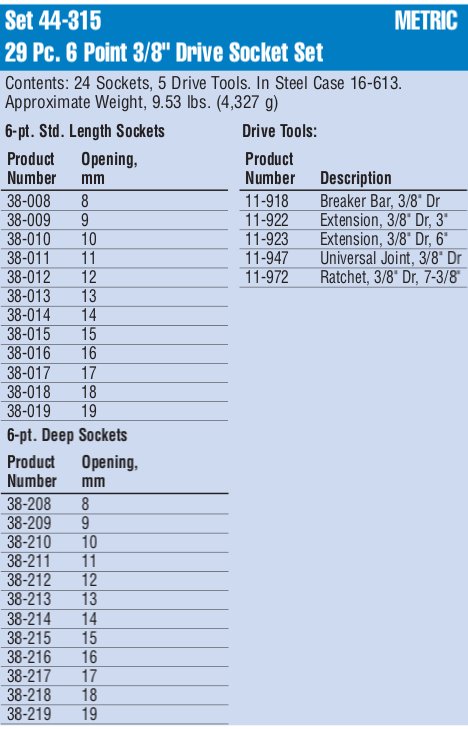 Set 44-315 METRIC
29 Pc. 6 Point 3/8" Drive Socket Set
Contents: 24 Sockets, 5 Drive Tools. In Steel Case 16-613.
Approximate Weight, 9.53 lbs. (4,327 g)
6-pt. Std. Length Sockets
Product Opening,
Number mm
38-008 8
38-009 9
38-010 10
38-011 11
38-012 12
38-013 13
38-014 14
38-015 15
38-016 16
38-017 17
38-018 18
38-019 19
6-pt. Deep Sockets
Product Opening,
Number mm
38-208 8
38-209 9
38-210 10
38-211 11
38-212 12
38-213 13
38-214 14
38-215 15
38-216 16
38-217 17
38-218 18
38-219 19
Drive Tools:
Product
Number Description
11-918 Breaker Bar, 3/8" Dr
11-922 Extension, 3/8" Dr, 3"
11-923 Extension, 3/8" Dr, 6"
11-947 Universal Joint, 3/8" Dr
11-972 Ratchet, 3/8" Dr, 7-3/8"